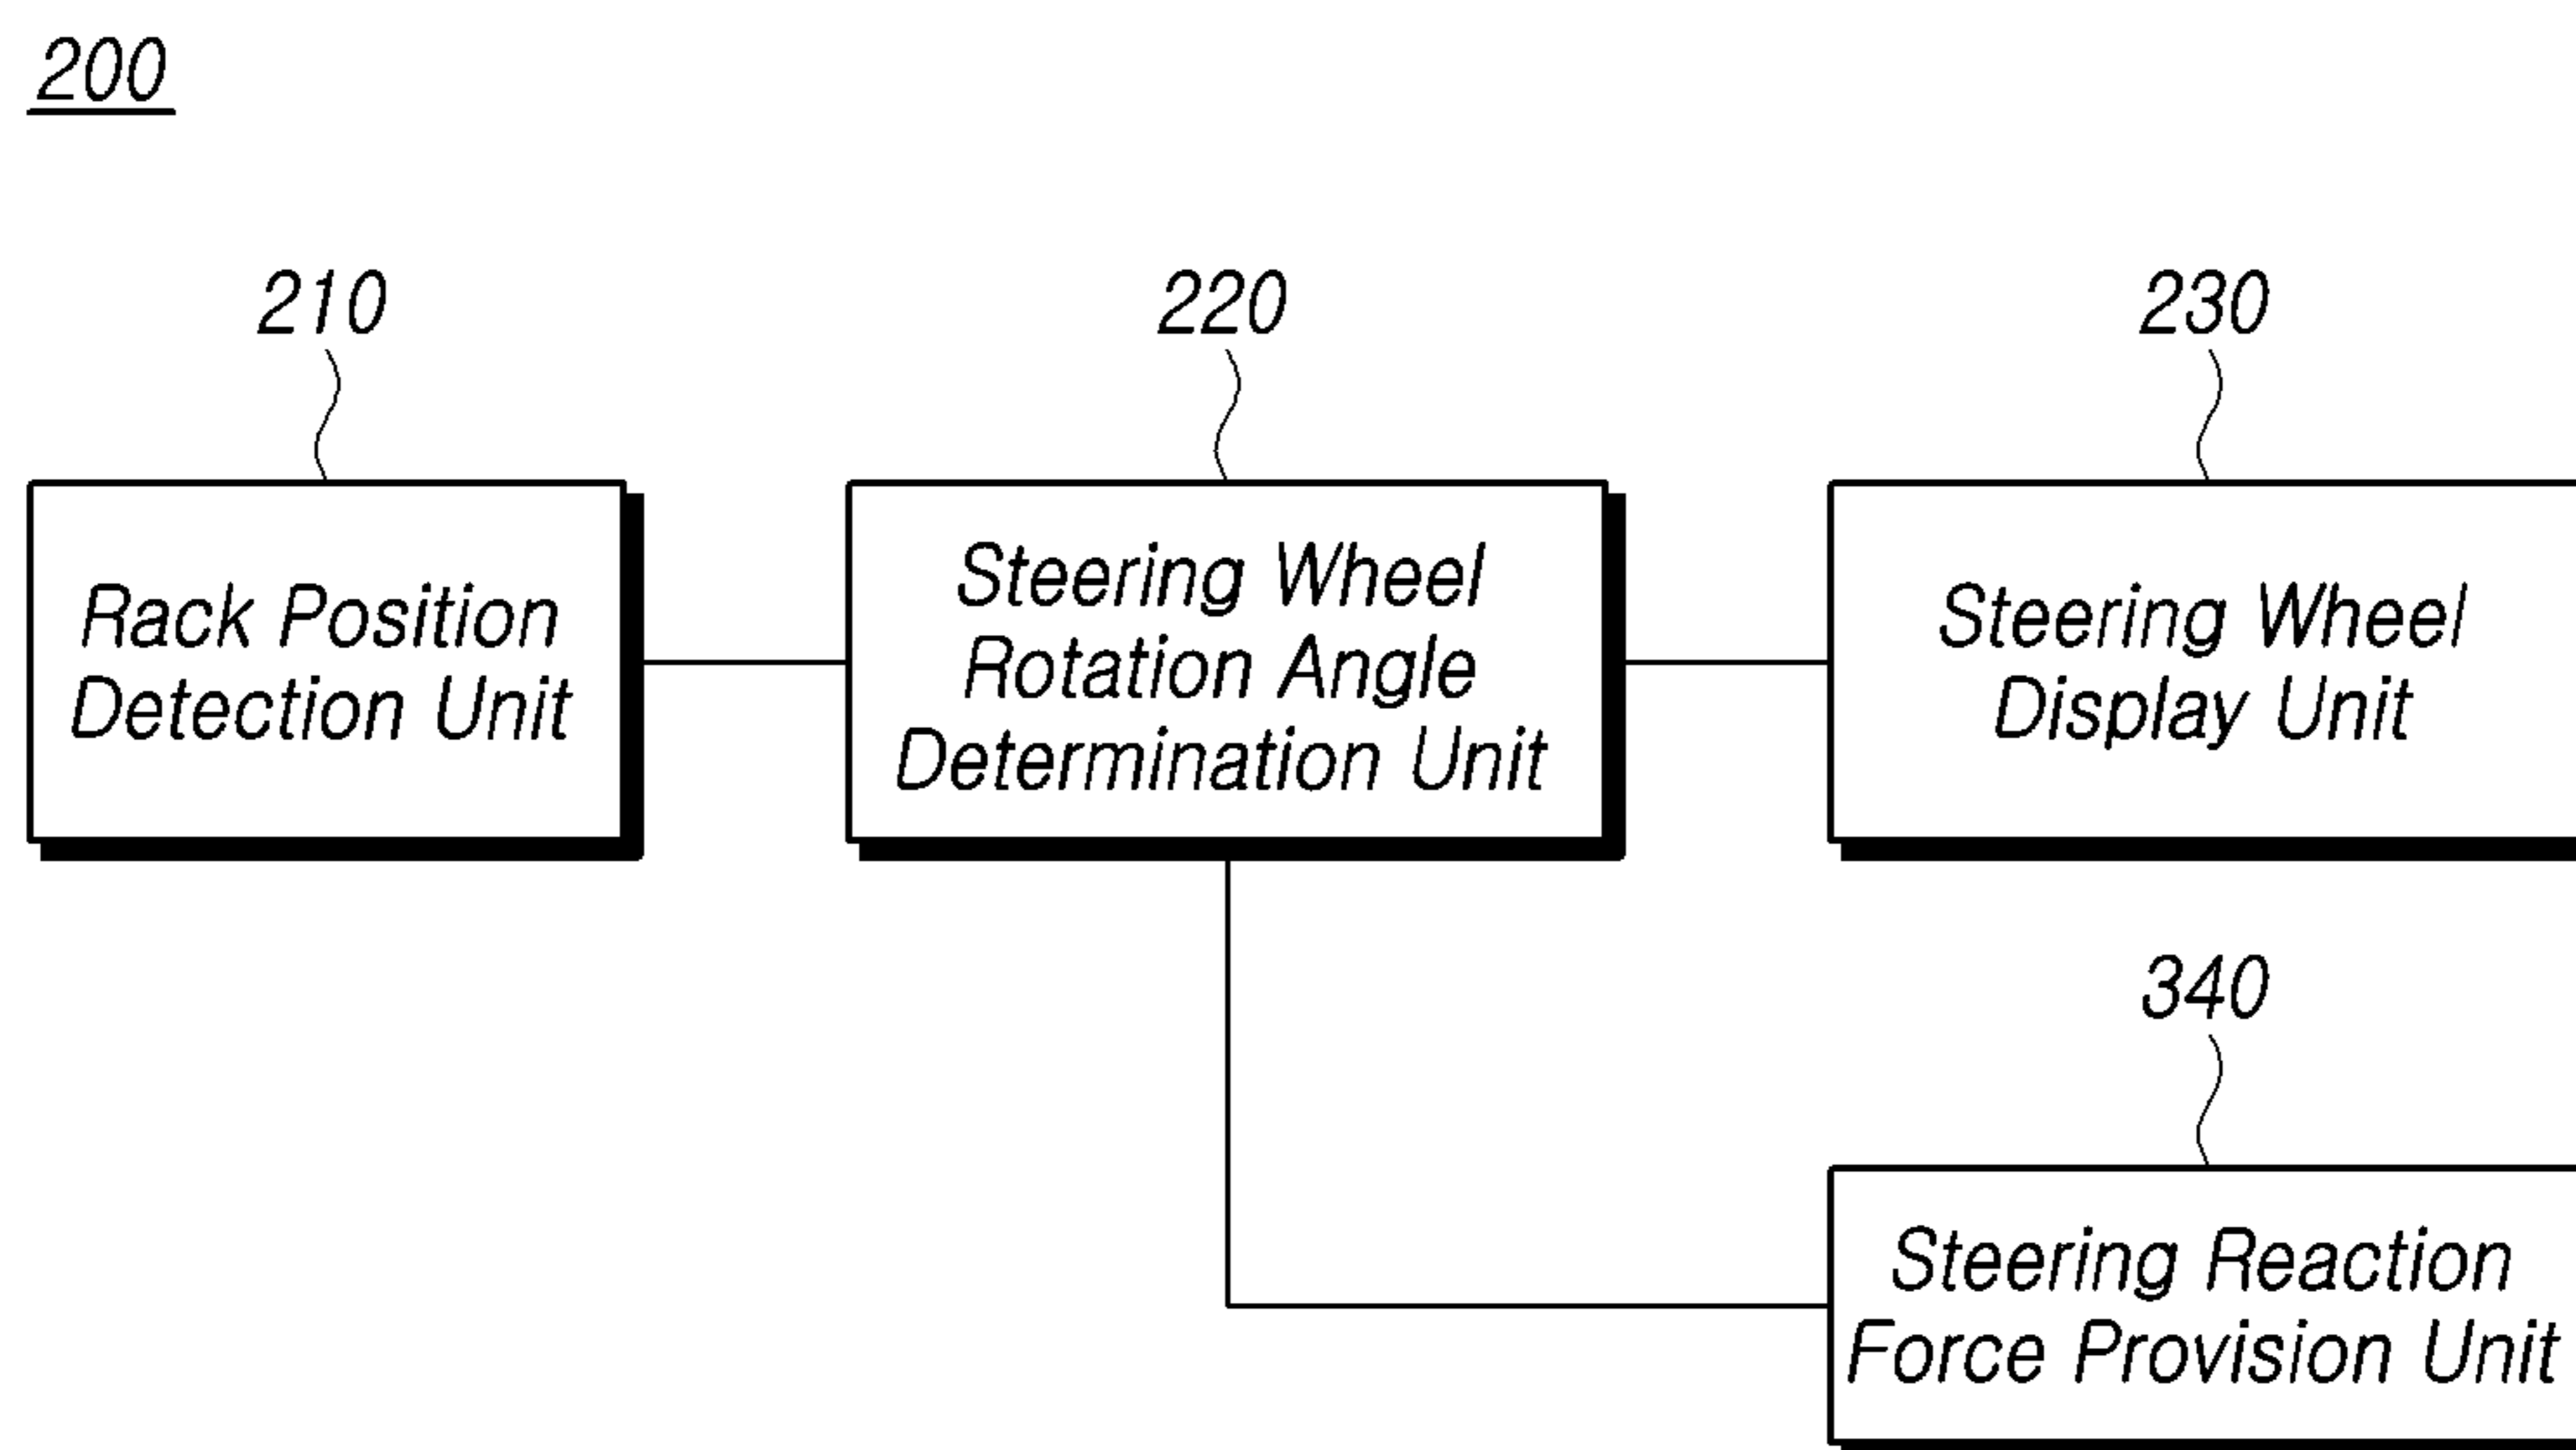 200
210
220
230
Rack Position
Detection Unit
Steering Wheel
Rotation Angle
Determination Unit
Steering Wheel
Display Unit
340
Steering Reaction
Force Provision Unit